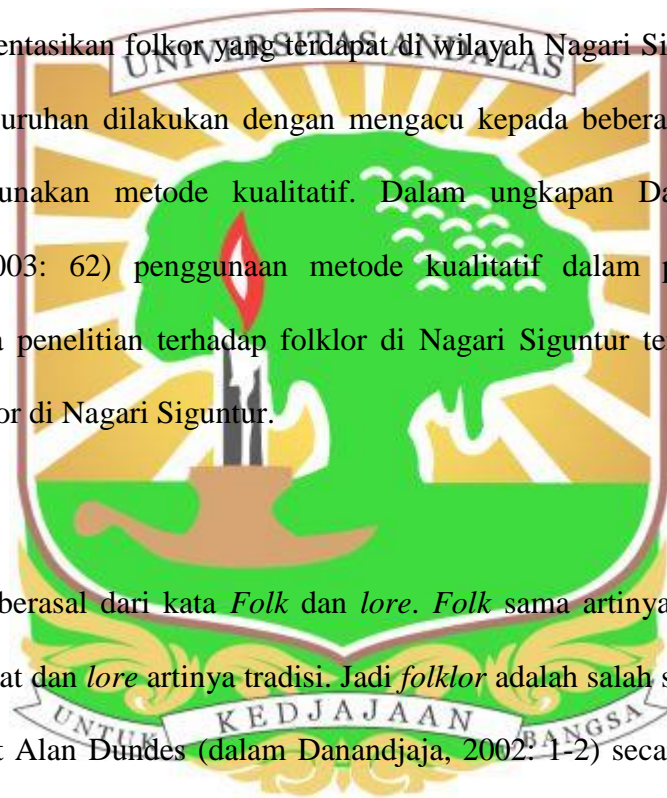 entasikan folkor yang terdapat di wilayah Nagari Si
UNIVERSITAS ANDALAS
uruhan dilakukan dengan mengacu kepada bebera
unakan metode kualitatif. Dalam ungkapan Da
003: 62) penggunaan metode kualitatif dalam p
penelitian terhadap folklor di Nagari Siguntur te
or di Nagari Siguntur.
berasal dari kata Folk dan lore. Folk sama artinya
at dan lore artinya tradisi. Jadi folklor adalah salah s
UNTUK KEDJAJAAN BANGSA
t Alan Dundes (dalam Danandjaja, 2002: 1-2) seca